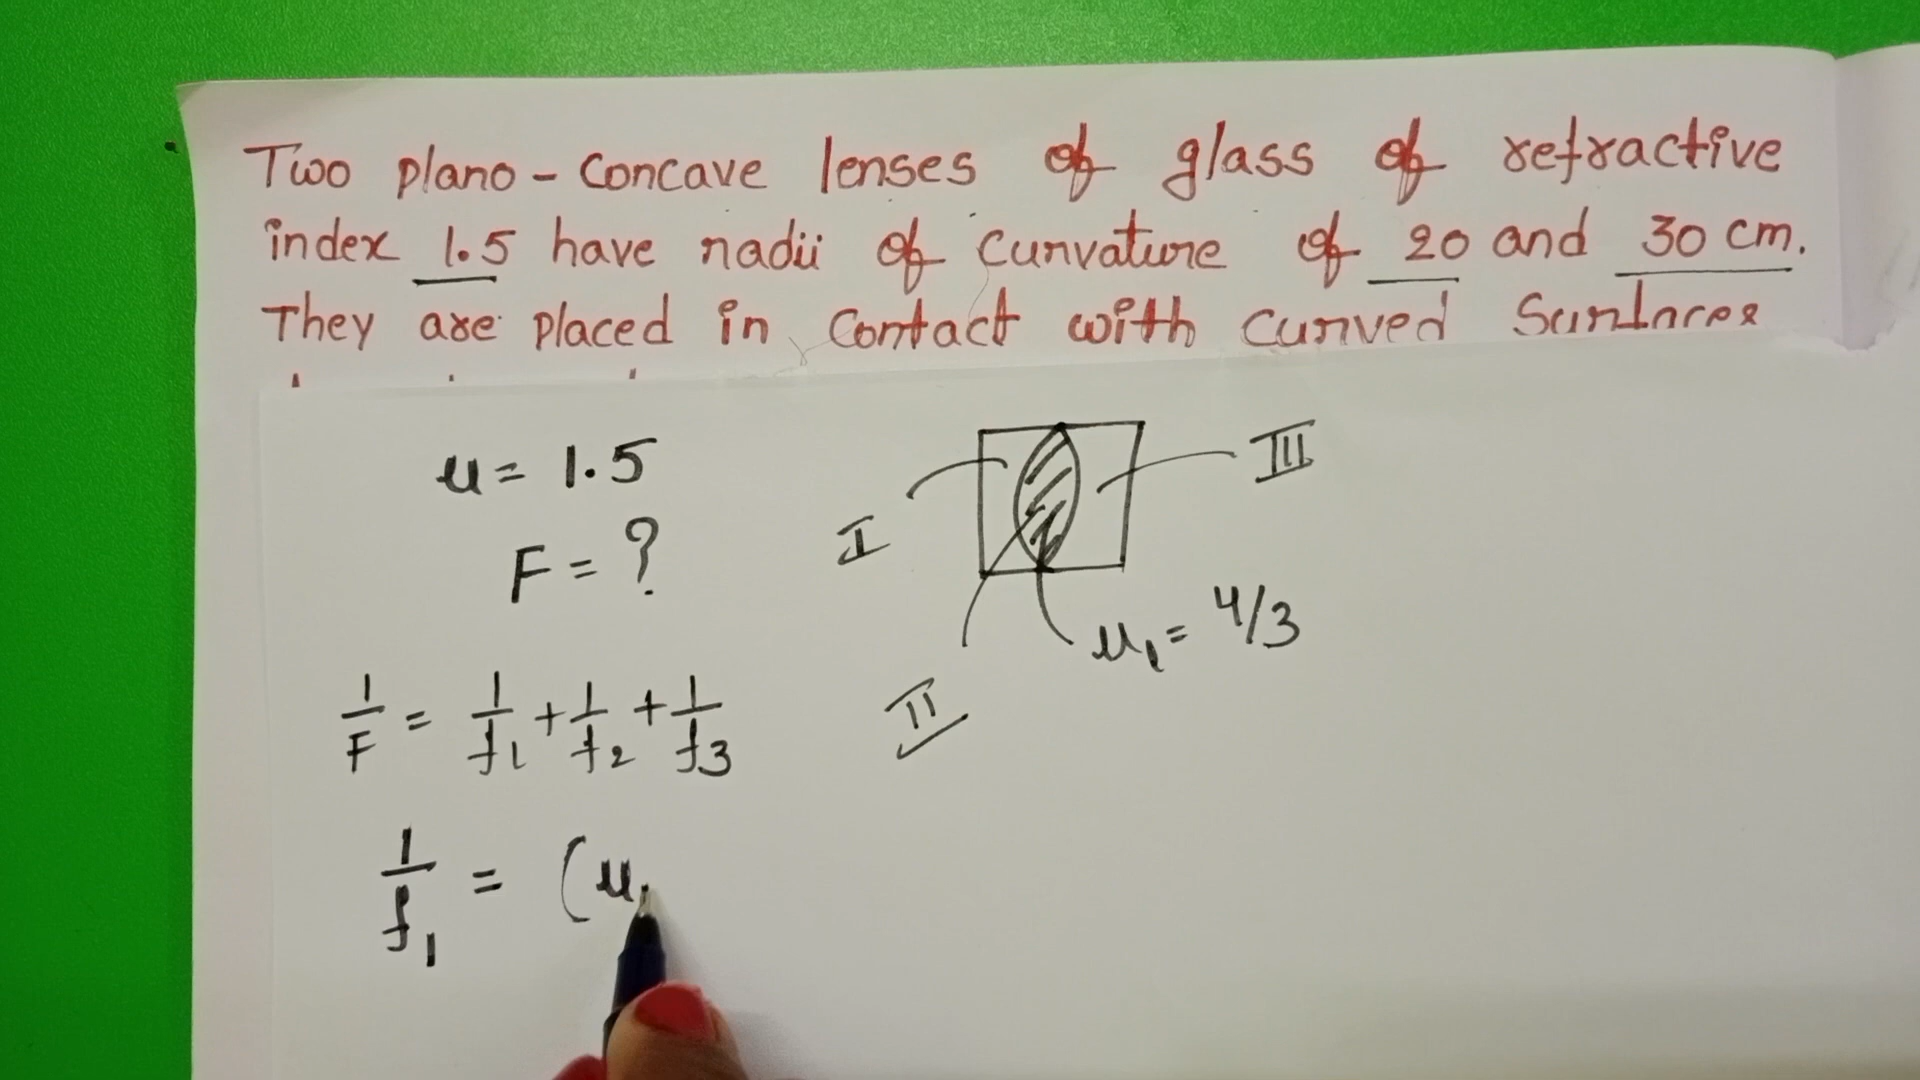 Two plano-concave lenses of glass of refractive
index 1.5 have radii of curvature of 20 and 30 cm.
They are placed in contact with curved surfaces
μ = 1.5
F = ?
I
II
III
μ₁ = 4/3
1/F = 1/f₁ + 1/f₂ + 1/f₃
1/f₁ = (μ